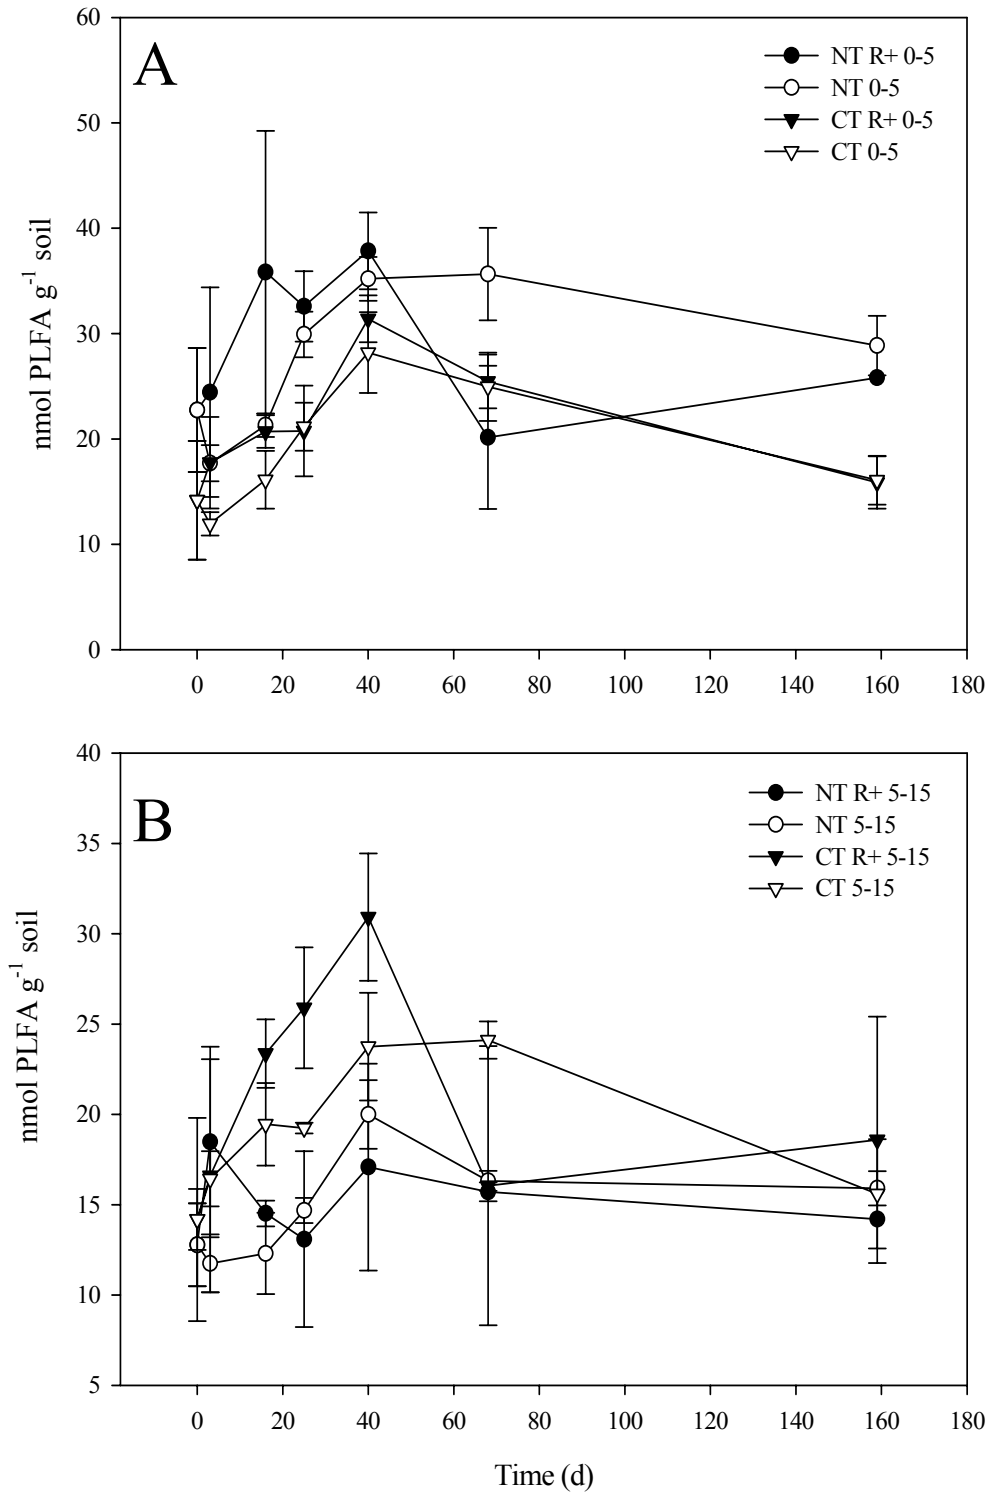 60
50
40
30
20
10
0
A
NT R+ 0-5
NT 0-5
CT R+ 0-5
CT 0-5
nmol PLFA g-1 soil
0 20 40 60 80 100 120 140 160 180
40
35
30
25
20
15
10
5
B
NT R+ 5-15
NT 5-15
CT R+ 5-15
CT 5-15
nmol PLFA g-1 soil
0 20 40 60 80 100 120 140 160 180
Time (d)